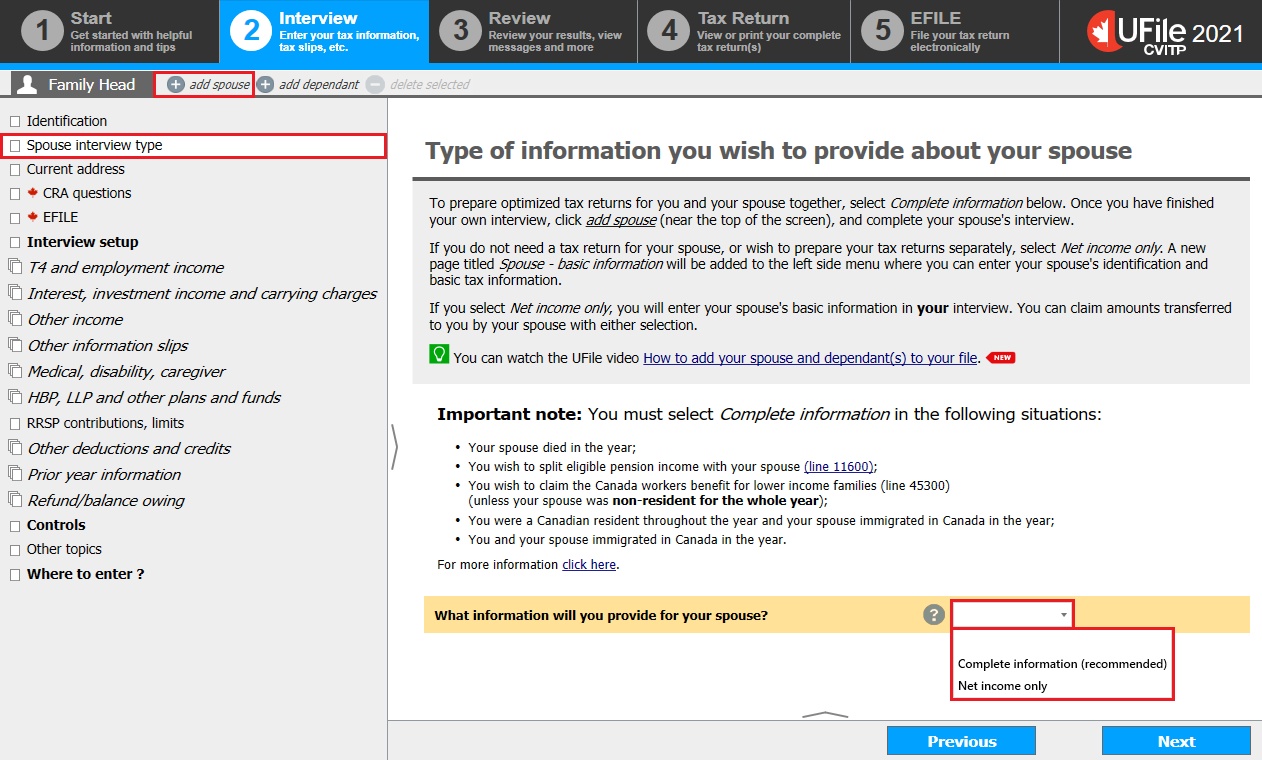 1
Start
Get started with helpful
information and tips
2
Interview
Enter your tax information,
tax slips, etc.
3
Review
Review your results, view
messages and more
4
Tax Return
View or print your complete
tax return(s)
5
EFILE
File your tax return
electronically
UFile 2021
CVITP
Family Head
add spouse
add dependant
delete selected
Identification
Spouse interview type
Current address
CRA questions
EFILE
Interview setup
T4 and employment income
Interest, investment income and carrying charges
Other income
Other information slips
Medical, disability, caregiver
HBP, LLP and other plans and funds
RRSP contributions, limits
Other deductions and credits
Prior year information
Refund/balance owing
Controls
Other topics
Where to enter ?
Type of information you wish to provide about your spouse
To prepare optimized tax returns for you and your spouse together, select Complete information below. Once you have finished
your own interview, click add spouse (near the top of the screen), and complete your spouse's interview.
If you do not need a tax return for your spouse, or wish to prepare your tax returns separately, select Net income only. A new
page titled Spouse - basic information will be added to the left side menu where you can enter your spouse's identification and
basic tax information.
If you select Net income only, you will enter your spouse's basic information in your interview. You can claim amounts transferred
to you by your spouse with either selection.
You can watch the UFile video How to add your spouse and dependant(s) to your file. NEW
Important note: You must select Complete information in the following situations:
• Your spouse died in the year;
• You wish to split eligible pension income with your spouse (line 11600);
• You wish to claim the Canada workers benefit for lower income families (line 45300)
(unless your spouse was non-resident for the whole year);
• You were a Canadian resident throughout the year and your spouse immigrated in Canada in the year;
• You and your spouse immigrated in Canada in the year.
For more information click here.
What information will you provide for your spouse? ?
Complete information (recommended)
Net income only
Previous
Next